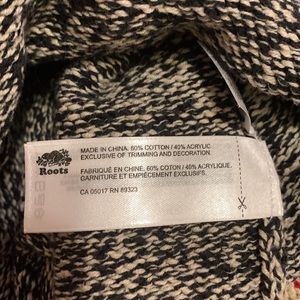 Roots
MADE IN CHINA. 60% COTTON / 40% ACRYLIC
EXCLUSIVE OF TRIMMING AND DECORATION.
FABRIQUÉ EN CHINE, 60% COTON / 40% ACRYLIQUE.
GARNITURE ET EMPIÈCEMENT EXCLUSIFS.
CA 05017 RN 89323